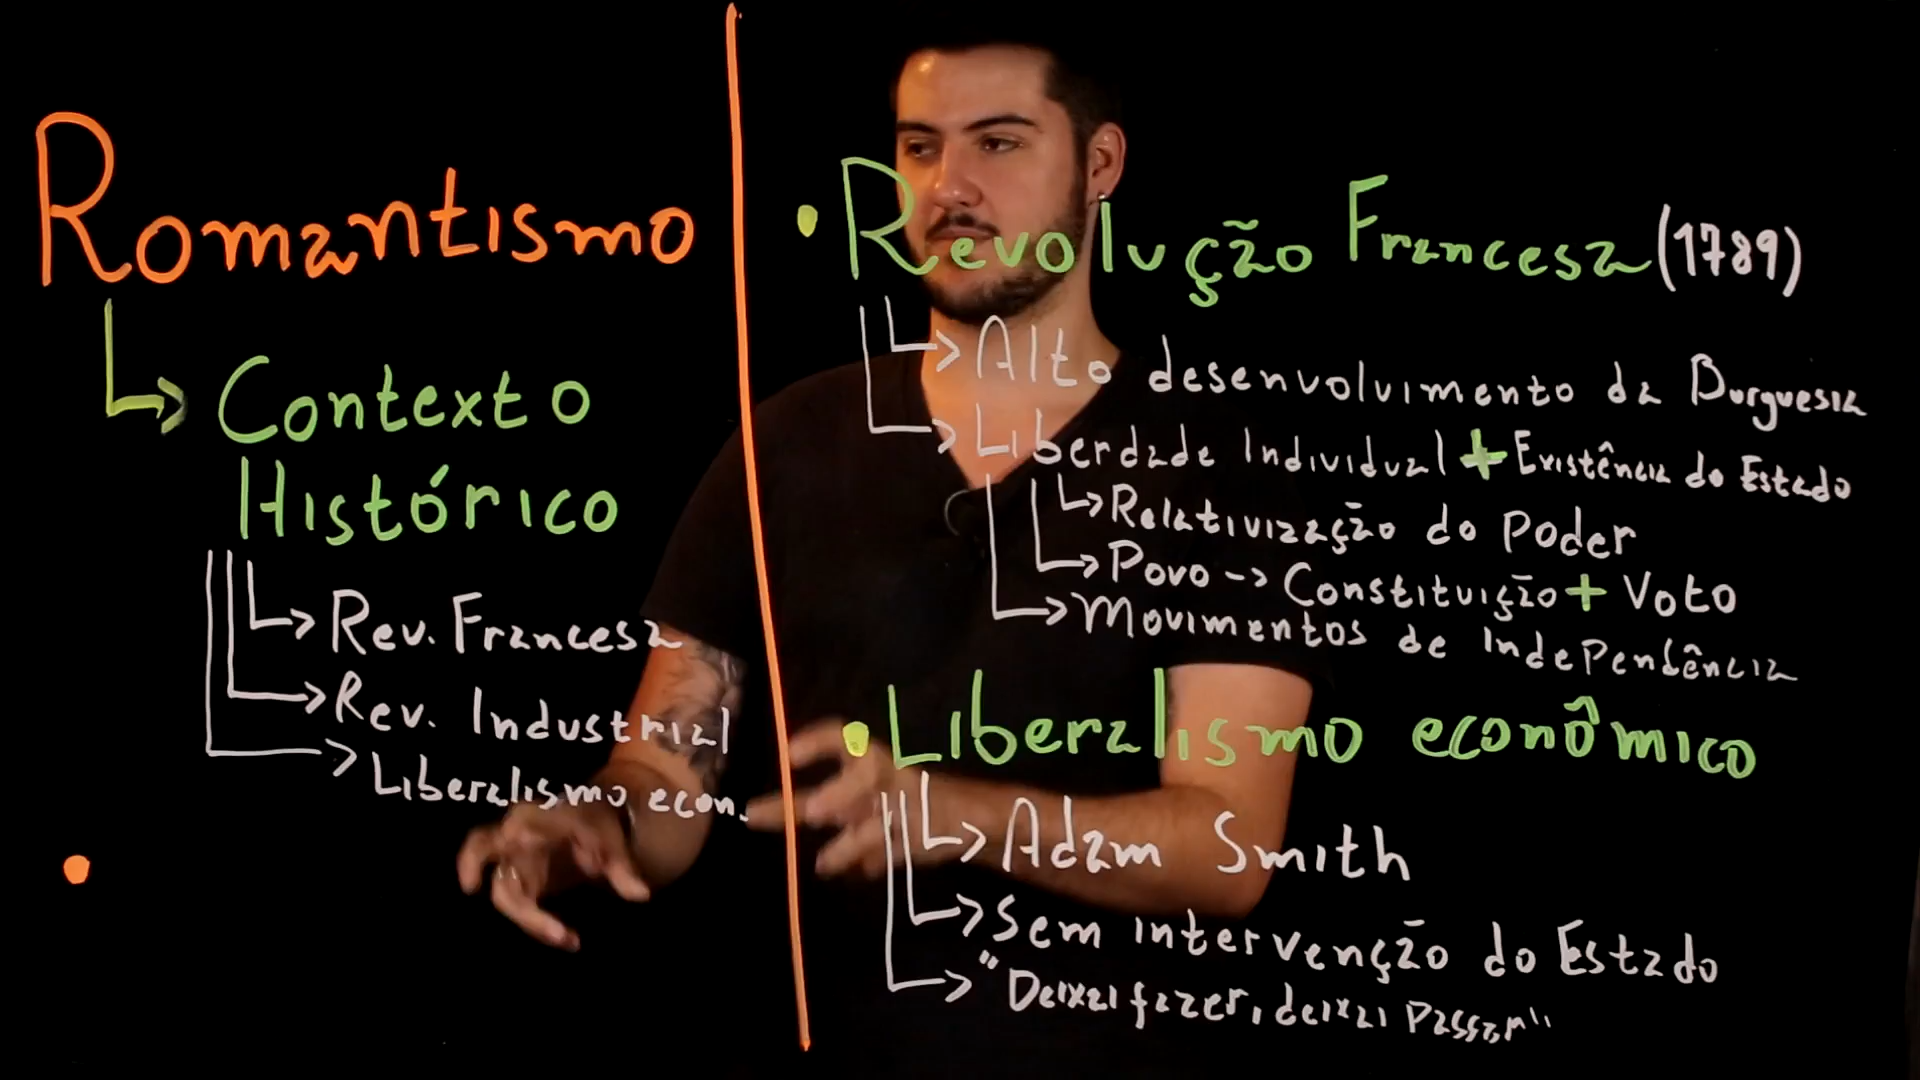 Romantismo
Contexto
Histórico
Rev. Francesa
Rev. Industrial
Liberalismo econ.
Revolução Francesa (1789)
Alto desenvolvimento da Burguesia
Liberdade Individual + Existência do Estado
Relativização do Poder
Povo -> Constituição + Voto
Movimentos de Independência
Liberalismo econômico
Adam Smith
Sem intervenção do Estado
"Deixai fazer, deixai passar"